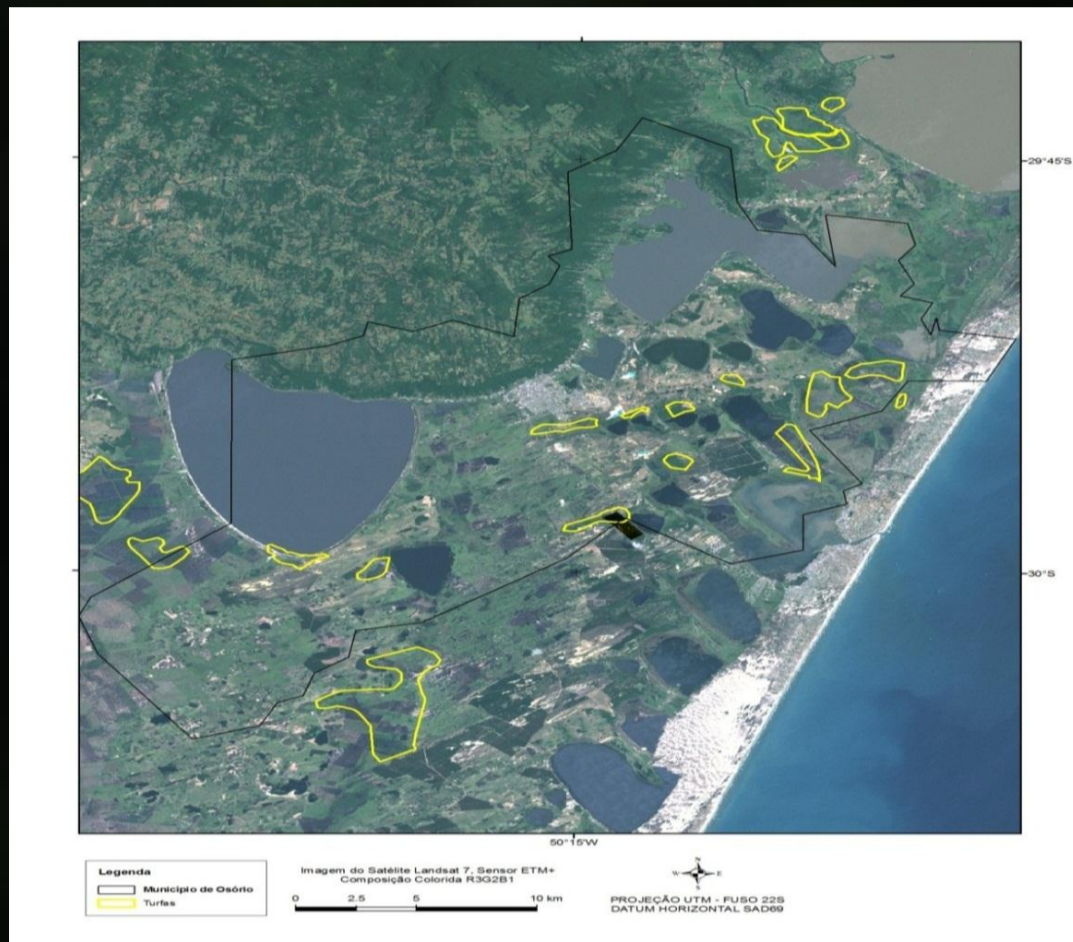 29°45'S
30°S
50°15'W
Legenda
Municipio de Osório
Turfas
Imagem do Satélite Landsat 7, Sensor ETM+
Composição Colorida R3G2B1
0 2.5 5 10 km
N
W E
S
PROJEÇÃO UTM - FUSO 22S
DATUM HORIZONTAL SAD69